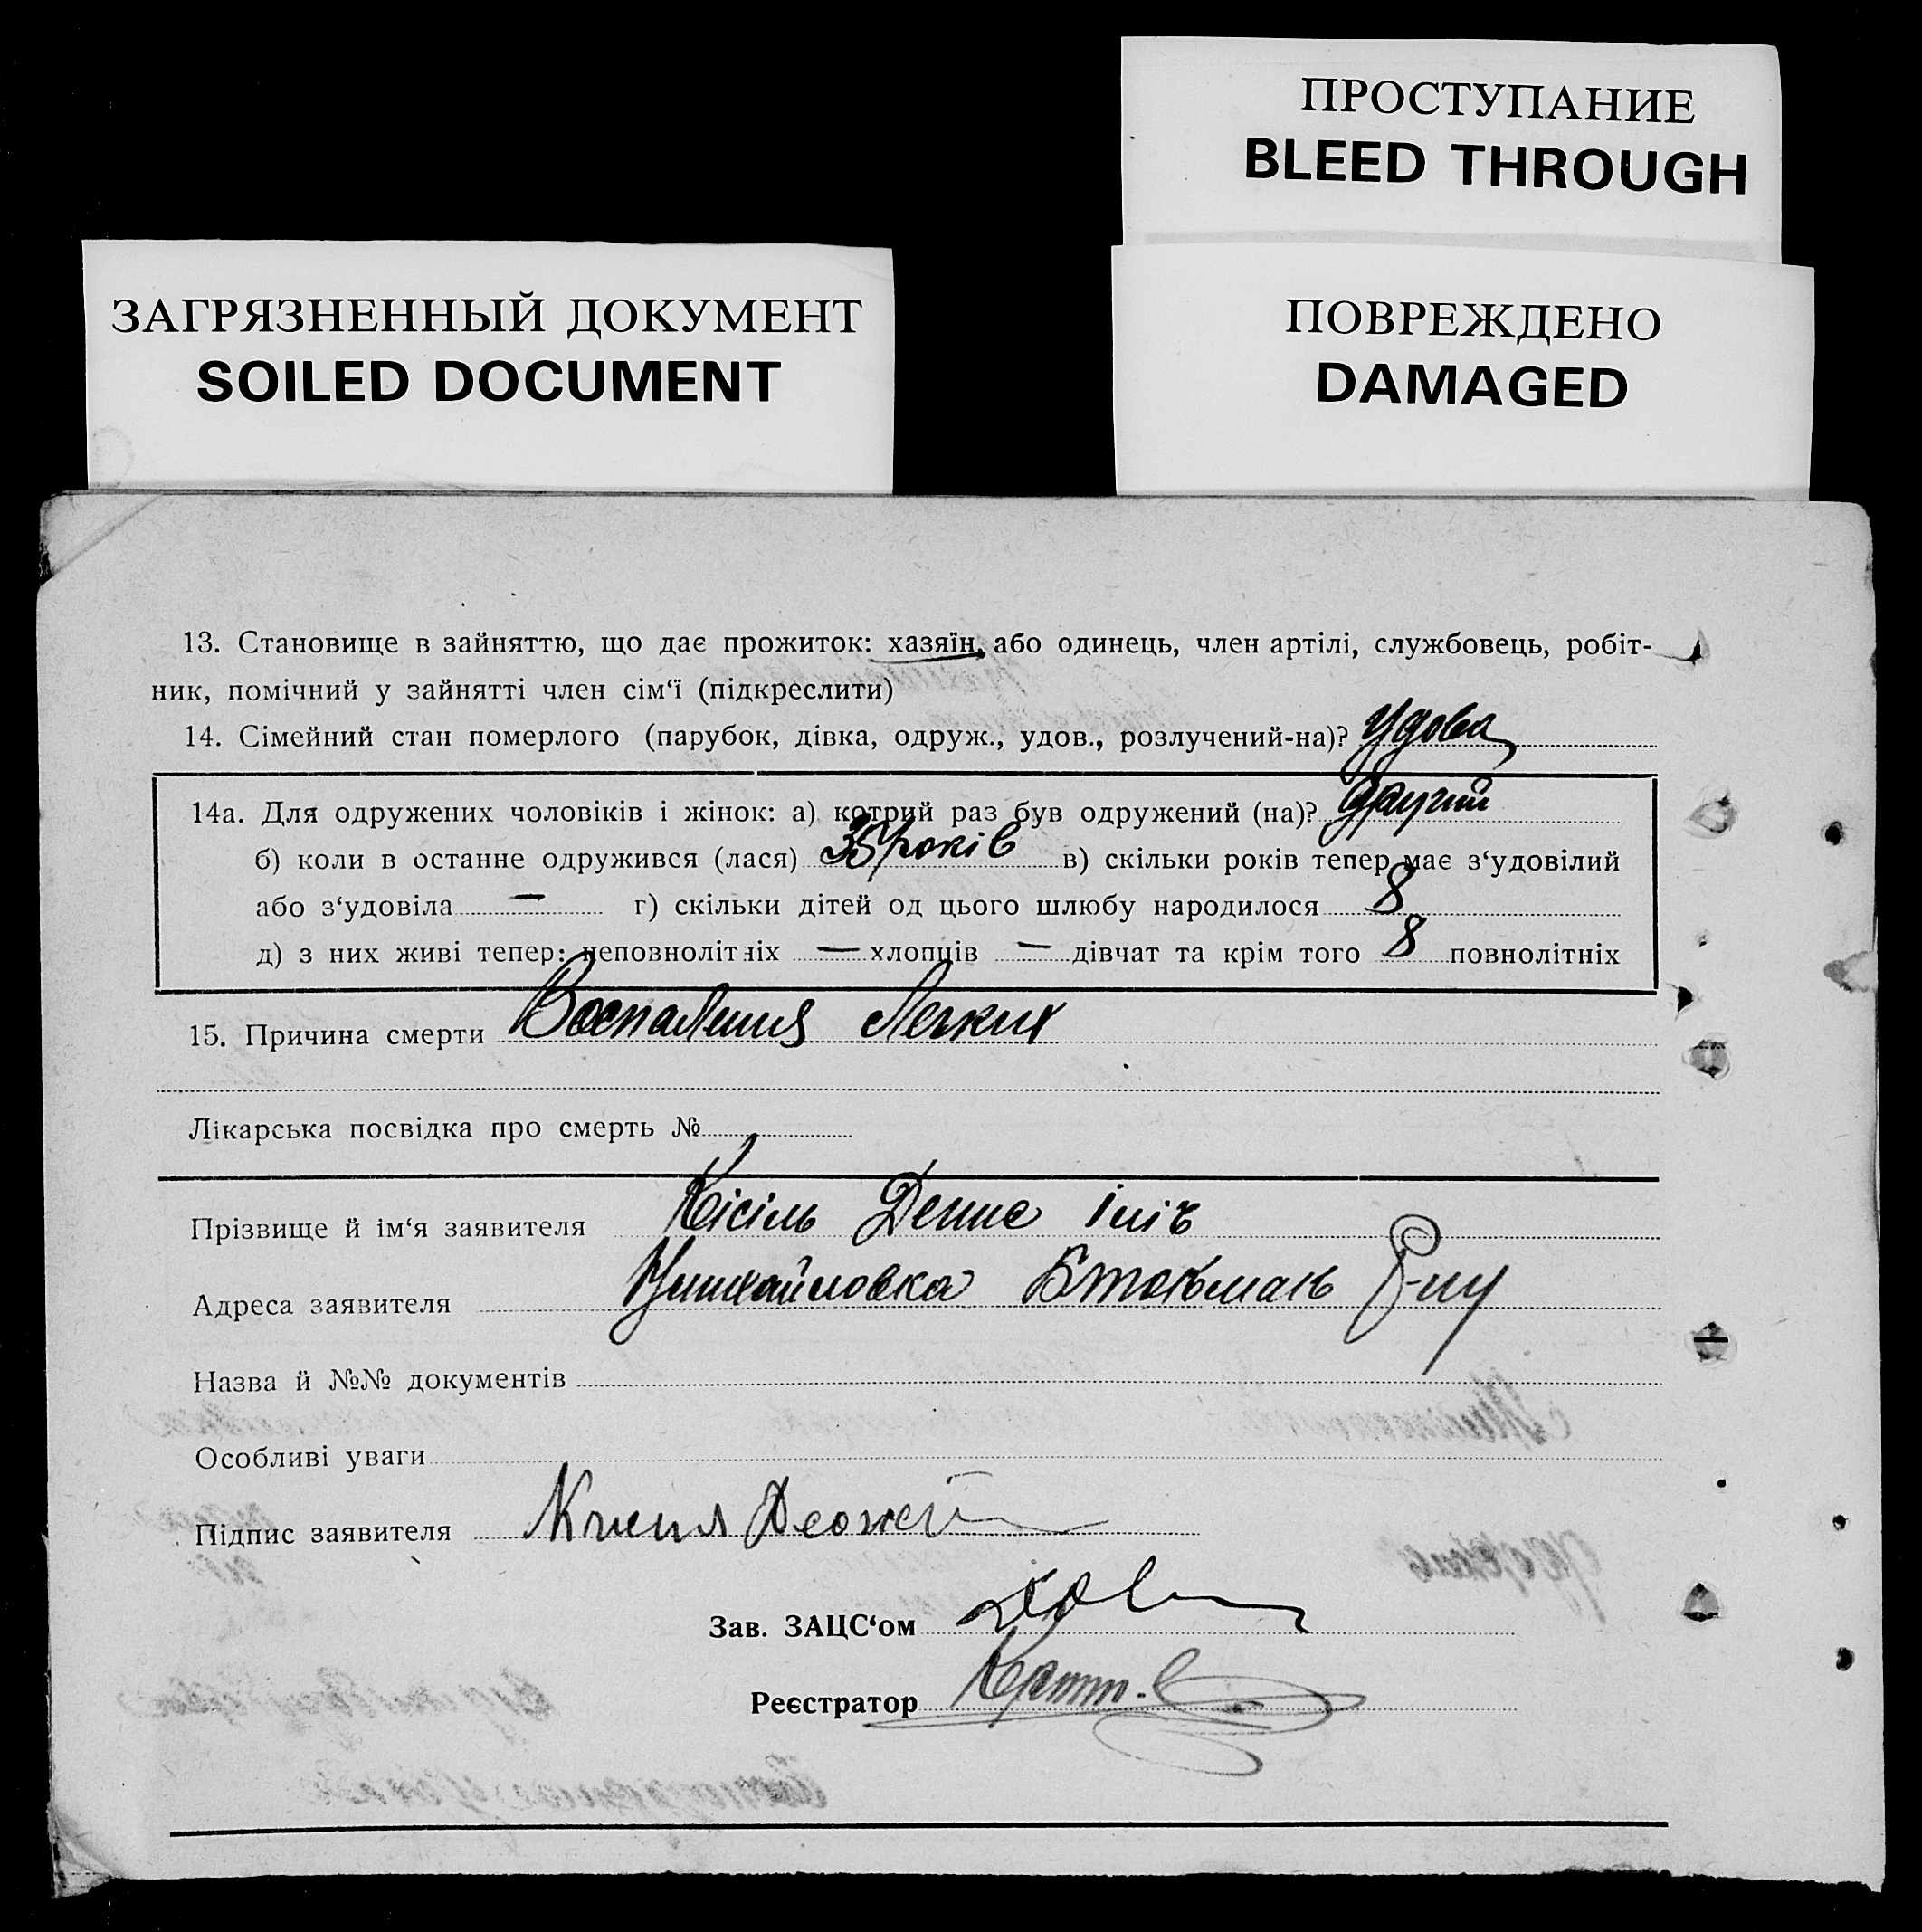 ПРОСТУПАНИЕ
BLEED THROUGH
ЗАГРЯЗНЕННЫЙ ДОКУМЕНТ
SOILED DOCUMENT
ПОВРЕЖДЕНО
DAMAGED
13. Становище в зайняттю, що дає прожиток: хазяїн, або одинець, член артілі, службовець, робіт-
ник, помічний у зайнятті член сім‘ї (підкреслити)
14. Сімейний стан померлого (парубок, дівка, одруж., удов., розлучений-на)? Удова
14а. Для одружених чоловіків і жінок: а) котрий раз був одружений (на)? другий
б) коли в останне одружився (лася) 35 років в) скільки років тепер має з‘удовілий
або з‘удовіла — г) скільки дітей од цього шлюбу народилося 8
д) з них живі тепер: неповнолітніх — хлопців — дівчат та крім того 8 повнолітніх
15. Причина смерти Воспаления Легких
Лікарська посвідка про смерть №
Прізвище й ім‘я заявителя Кісіль Денис Іліч
Адреса заявителя
Назва й №№ документів
Особливі уваги
Підпис заявителя
Зав. ЗАЦС‘ом
Реєстратор